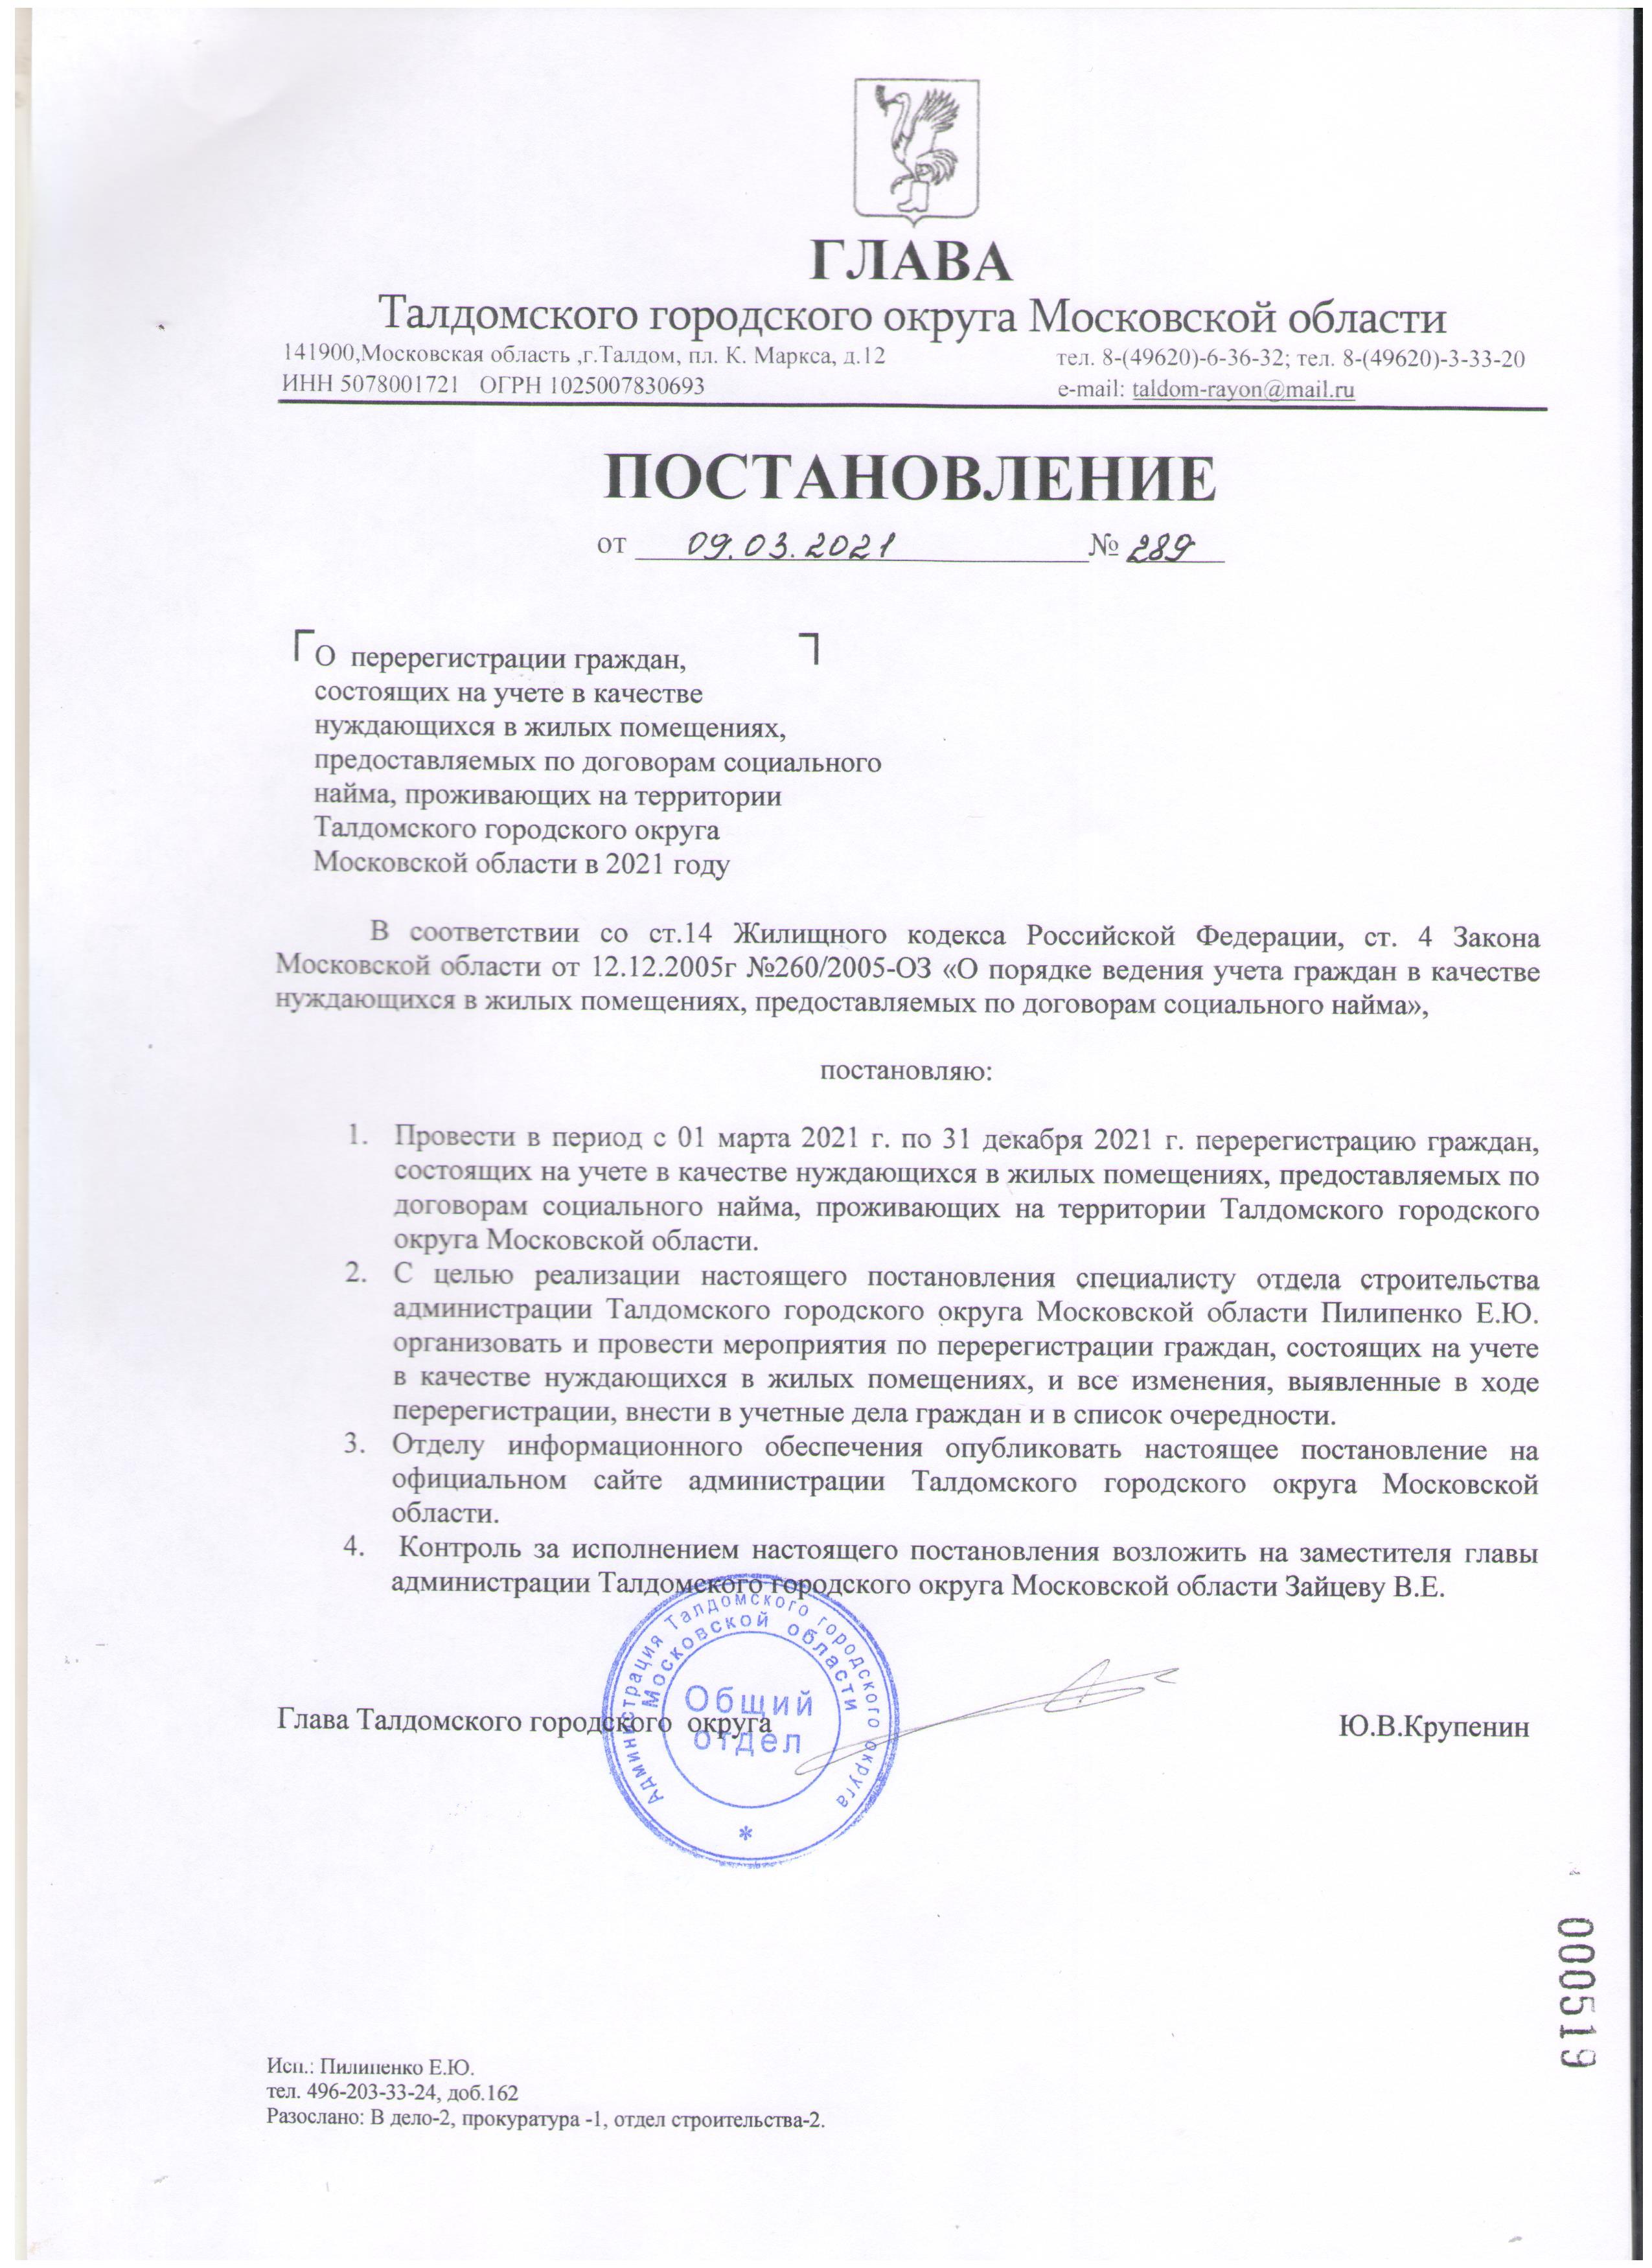 ГЛАВА
Талдомского городского округа Московской области
141900,Московская область ,г.Талдом, пл. К. Маркса, д.12
тел. 8-(49620)-6-36-32; тел. 8-(49620)-3-33-20
ИНН 5078001721 ОГРН 1025007830693
e-mail: taldom-rayon@mail.ru
ПОСТАНОВЛЕНИЕ
от 09.03.2021 № 289
О перерегистрации граждан,
состоящих на учете в качестве
нуждающихся в жилых помещениях,
предоставляемых по договорам социального
найма, проживающих на территории
Талдомского городского округа
Московской области в 2021 году
В соответствии со ст.14 Жилищного кодекса Российской Федерации, ст. 4 Закона
Московской области от 12.12.2005г №260/2005-ОЗ «О порядке ведения учета граждан в качестве
нуждающихся в жилых помещениях, предоставляемых по договорам социального найма»,
постановляю:
1. Провести в период с 01 марта 2021 г. по 31 декабря 2021 г. перерегистрацию граждан,
состоящих на учете в качестве нуждающихся в жилых помещениях, предоставляемых по
договорам социального найма, проживающих на территории Талдомского городского
округа Московской области.
2. С целью реализации настоящего постановления специалисту отдела строительства
администрации Талдомского городского округа Московской области Пилипенко Е.Ю.
организовать и провести мероприятия по перерегистрации граждан, состоящих на учете
в качестве нуждающихся в жилых помещениях, и все изменения, выявленные в ходе
перерегистрации, внести в учетные дела граждан и в список очередности.
3. Отделу информационного обеспечения опубликовать настоящее постановление на
официальном сайте администрации Талдомского городского округа Московской
области.
4. Контроль за исполнением настоящего постановления возложить на заместителя главы
администрации Талдомского городского округа Московской области Зайцеву В.Е.
Администрация Талдомского городского округа
Московской области
Общий
отдел
Глава Талдомского городского округа
Ю.В.Крупенин
000519
Исп.: Пилипенко Е.Ю.
тел. 496-203-33-24, доб.162
Разослано: В дело-2, прокуратура -1, отдел строительства-2.